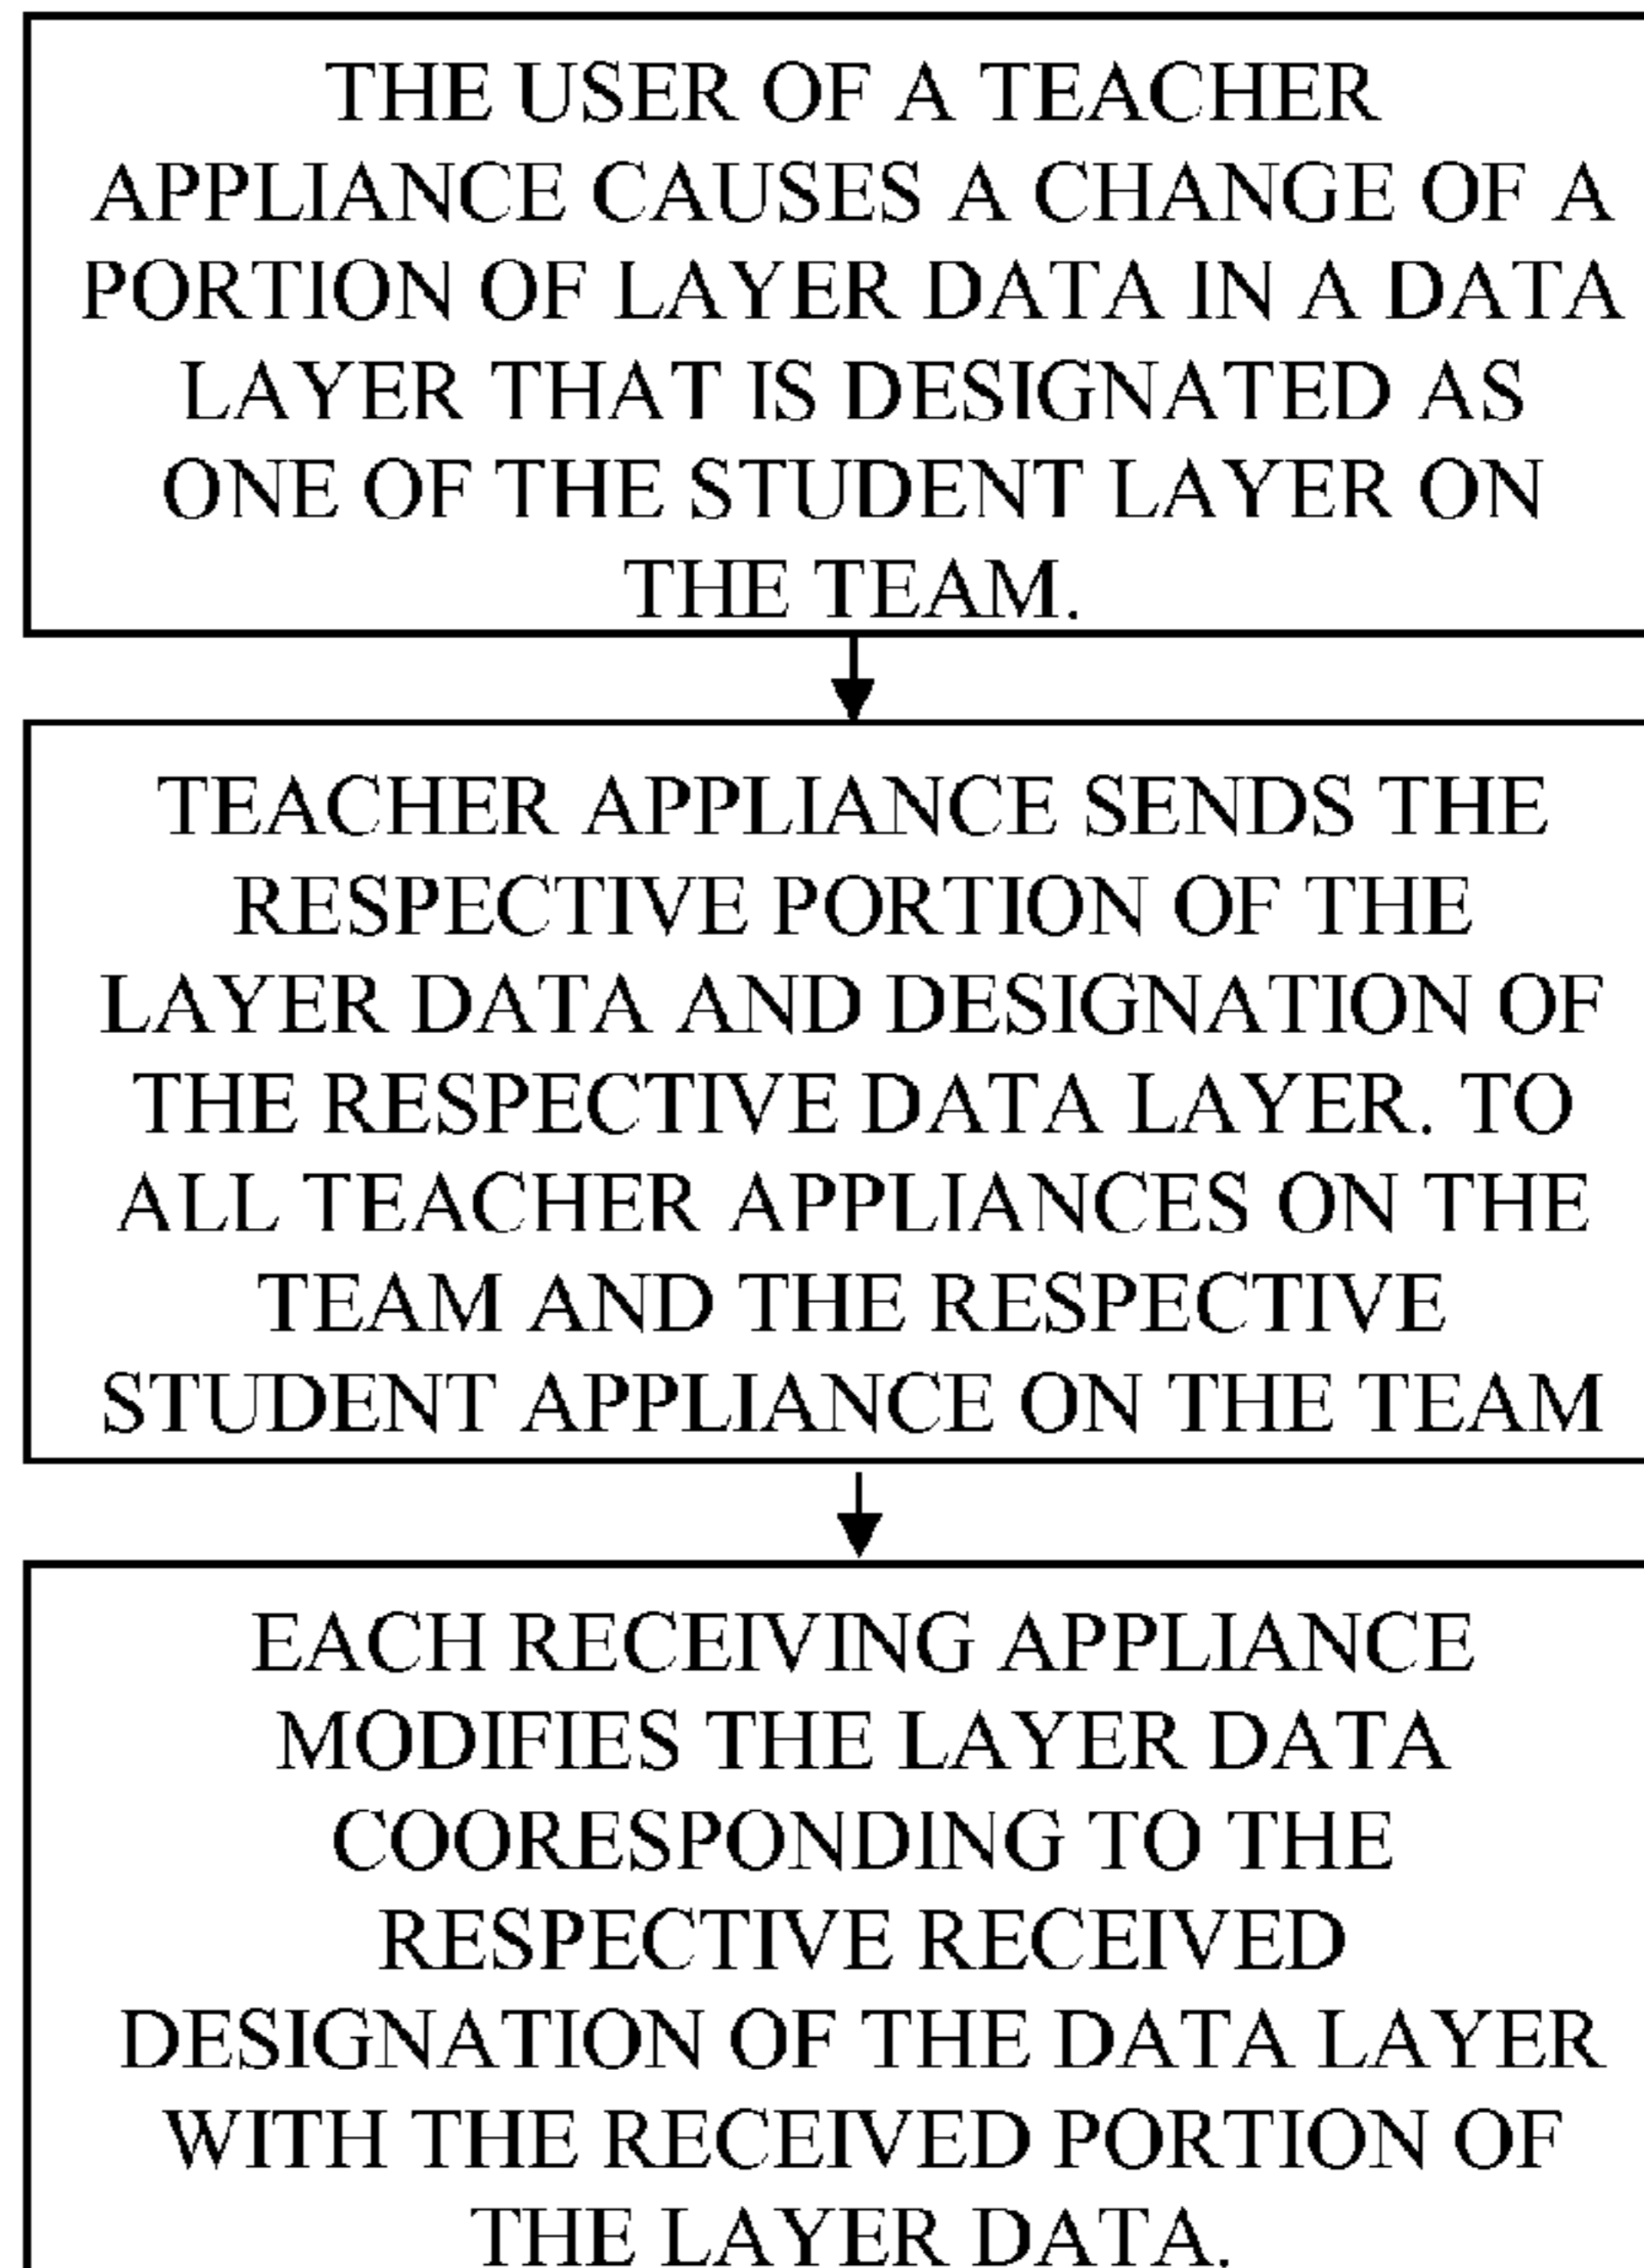 THE USER OF A TEACHER
APPLIANCE CAUSES A CHANGE OF A
PORTION OF LAYER DATA IN A DATA
LAYER THAT IS DESIGNATED AS
ONE OF THE STUDENT LAYER ON
THE TEAM.
TEACHER APPLIANCE SENDS THE
RESPECTIVE PORTION OF THE
LAYER DATA AND DESIGNATION OF
THE RESPECTIVE DATA LAYER. TO
ALL TEACHER APPLIANCES ON THE
TEAM AND THE RESPECTIVE
STUDENT APPLIANCE ON THE TEAM
EACH RECEIVING APPLIANCE
MODIFIES THE LAYER DATA
COORESPONDING TO THE
RESPECTIVE RECEIVED
DESIGNATION OF THE DATA LAYER
WITH THE RECEIVED PORTION OF
THE LAYER DATA.